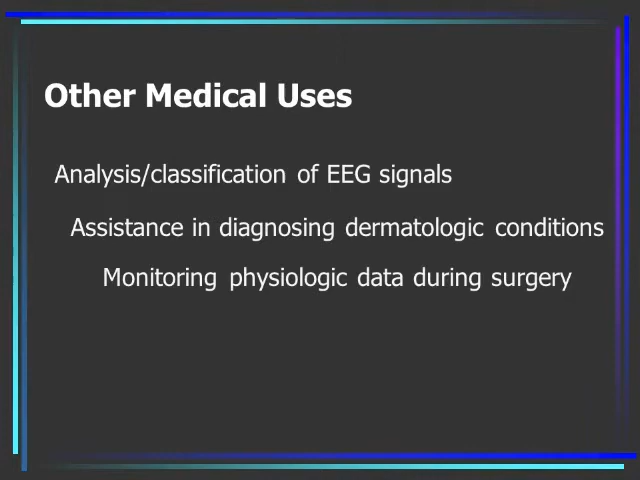 Other Medical Uses
Analysis/classification of EEG signals
Assistance in diagnosing dermatologic conditions
Monitoring physiologic data during surgery